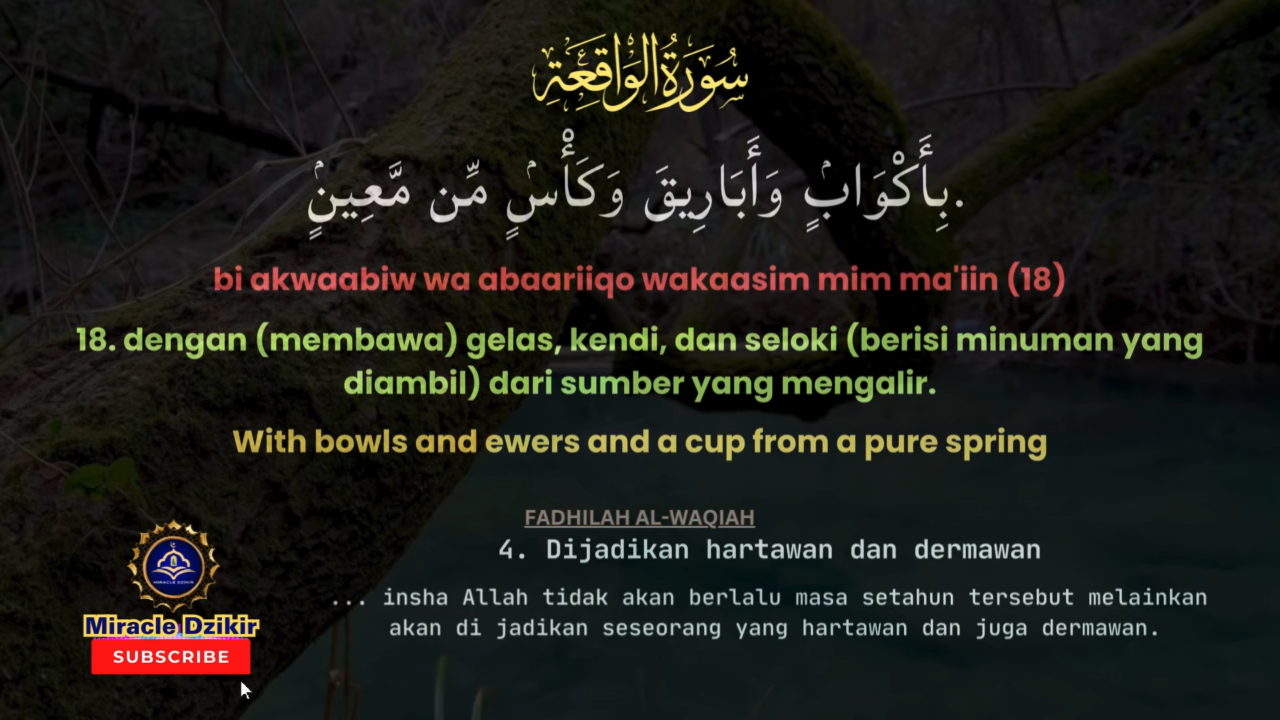 سُورَةُ الوَاقِعَةِ
بِأَكْوَابٍۢ وَأَبَارِيقَ وَكَأْسٍۢ مِّن مَّعِينٍۢ.
bi akwaabiw wa abaariiqo wakaasim mim ma'iin (18)
18. dengan (membawa) gelas, kendi, dan seloki (berisi minuman yang
diambil) dari sumber yang mengalir.
With bowls and ewers and a cup from a pure spring
FADHILAH AL-WAQIAH
4. Dijadikan hartawan dan dermawan
... insha Allah tidak akan berlalu masa setahun tersebut melainkan
akan di jadikan seseorang yang hartawan dan juga dermawan.
MIRACLE DZIKIR
Miracle Dzikir
SUBSCRIBE